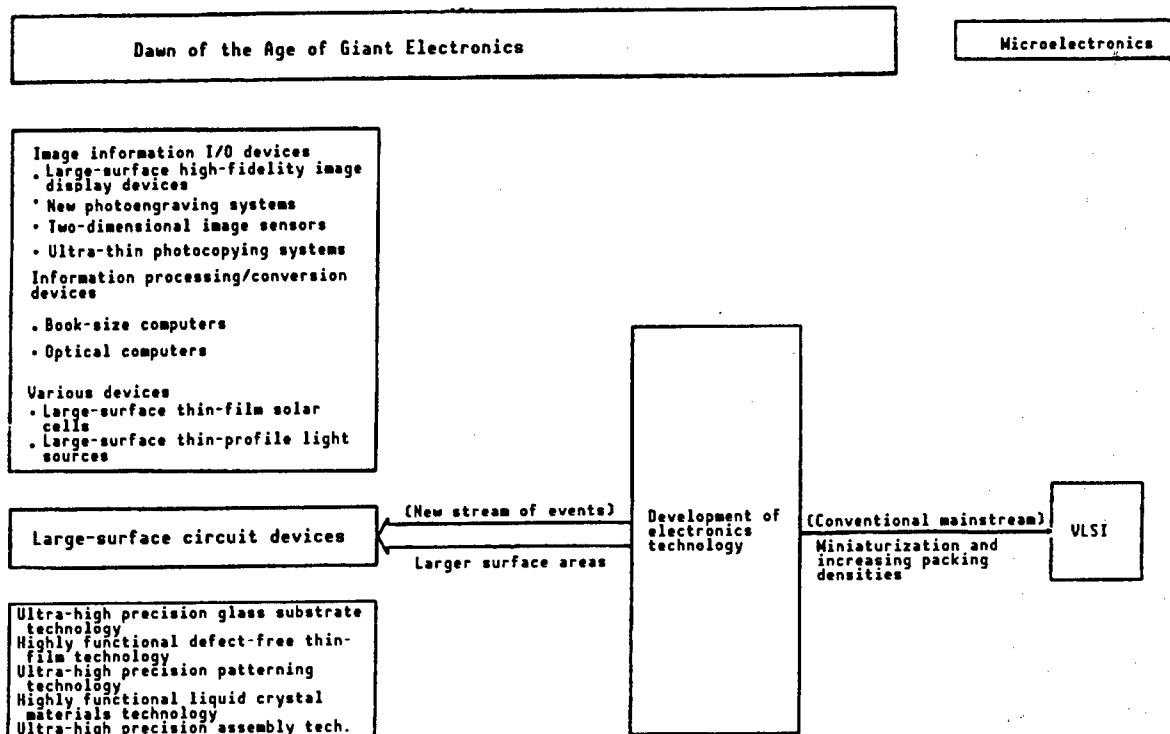 Dawn of the Age of Giant Electronics
Microelectronics
Image information I/O devices
• Large-surface high-fidelity image
display devices
• New photoengraving systems
• Two-dimensional image sensors
• Ultra-thin photocopying systems
Information processing/conversion
devices
• Book-size computers
• Optical computers
Various devices
• Large-surface thin-film solar
cells
• Large-surface thin-profile light
sources
Large-surface circuit devices
(New stream of events)
Larger surface areas
Development of
electronics
technology
(Conventional mainstream)
Miniaturization and
increasing packing
densities
VLSI
Ultra-high precision glass substrate
technology
Highly functional defect-free thin-
film technology
Ultra-high precision patterning
technology
Highly functional liquid crystal
materials technology
Ultra-high precision assembly tech.